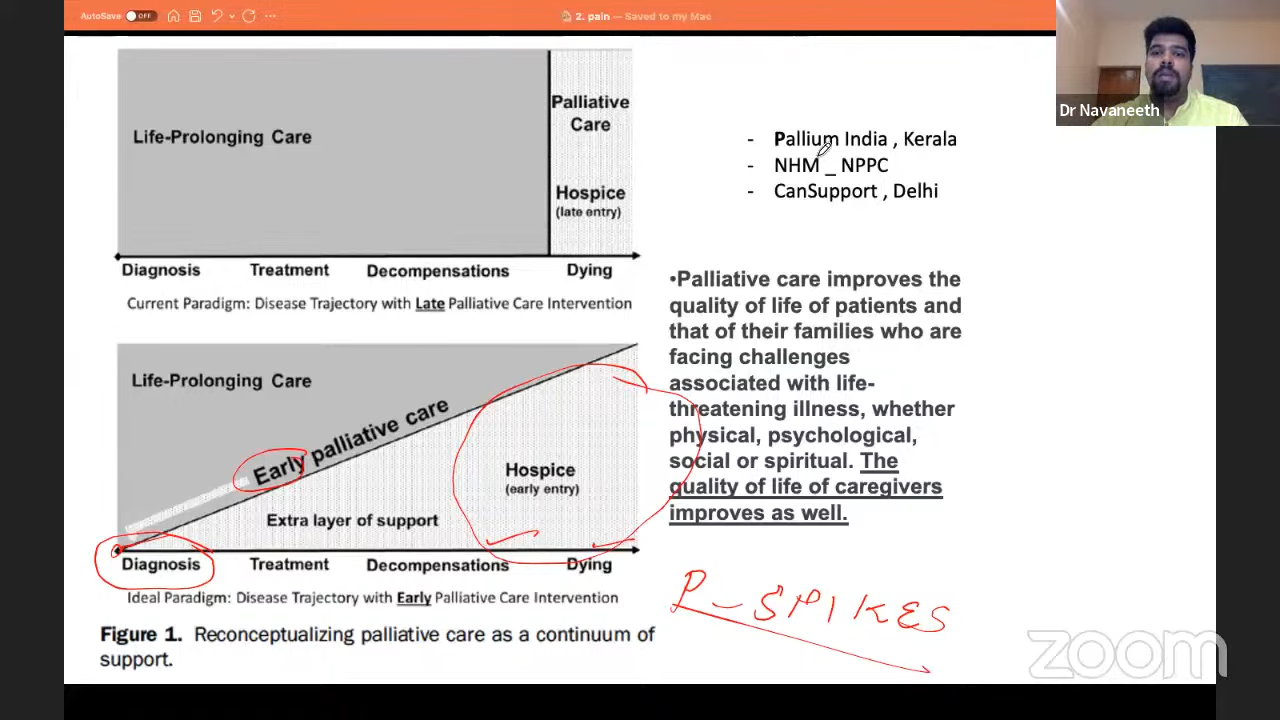 AutoSave OFF
2. pain — Saved to my Mac
Life-Prolonging Care
Palliative
Care
Hospice
(late entry)
Diagnosis Treatment Decompensations Dying
Current Paradigm: Disease Trajectory with Late Palliative Care Intervention
Life-Prolonging Care
Early palliative care
Hospice
(early entry)
Extra layer of support
Diagnosis Treatment Decompensations Dying
Ideal Paradigm: Disease Trajectory with Early Palliative Care Intervention
Figure 1. Reconceptualizing palliative care as a continuum of
support.
Dr Navaneeth
- Pallium India , Kerala
- NHM _ NPPC
- CanSupport , Delhi
•Palliative care improves the
quality of life of patients and
that of their families who are
facing challenges
associated with life-
threatening illness, whether
physical, psychological,
social or spiritual. The
quality of life of caregivers
improves as well.
P - SPIKES
zoom